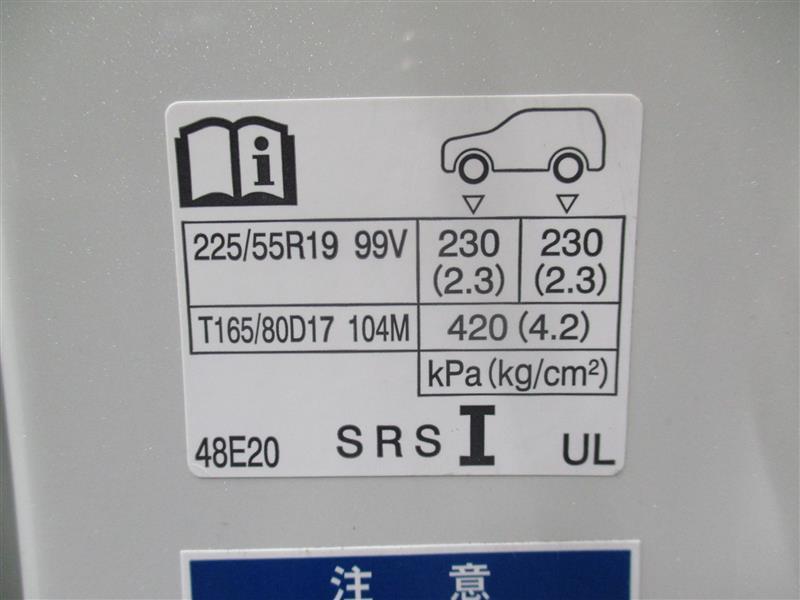 i
225/55R19 99V 230 230
(2.3) (2.3)
T165/80D17 104M 420 (4.2)
kPa(kg/cm²)
48E20 SRS I UL
注 意